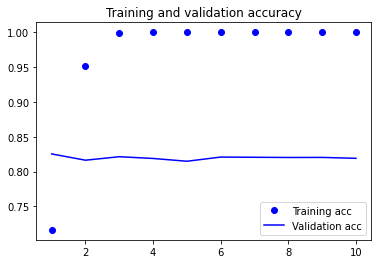 Training and validation accuracy
1.00
0.95
0.90
0.85
0.80
0.75
Training acc
Validation acc
2 4 6 8 10